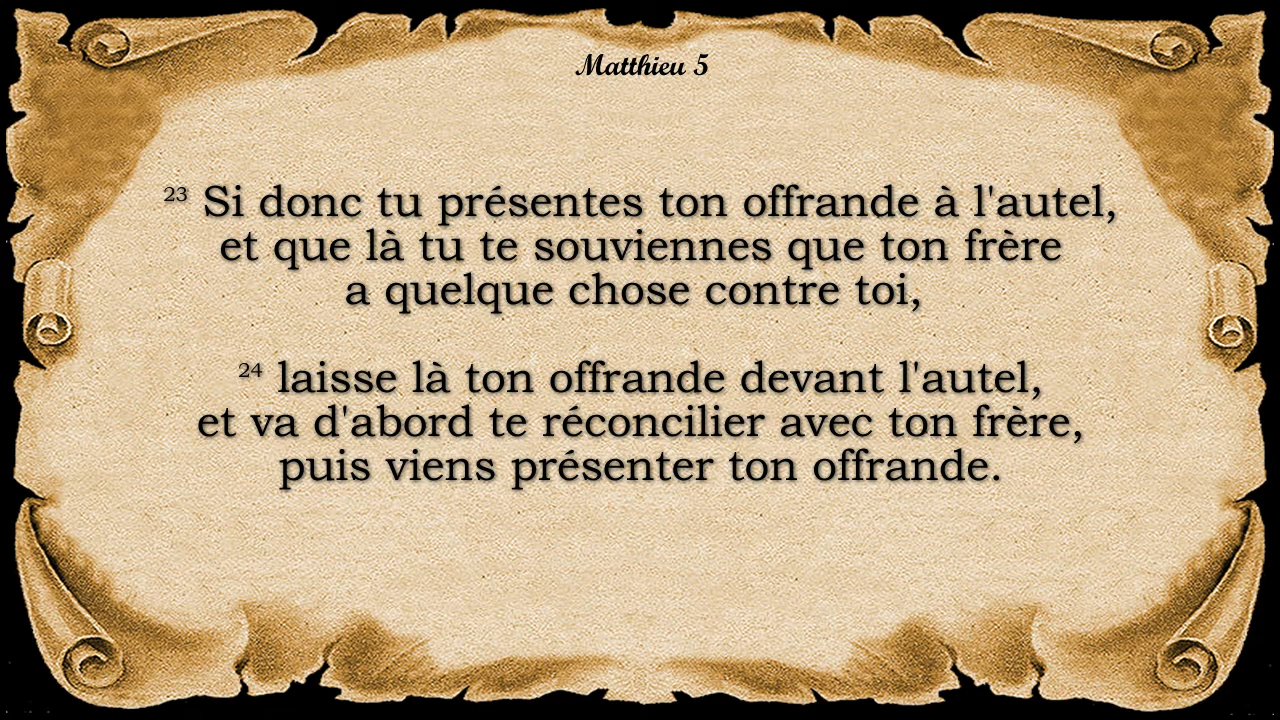 Matthieu 5
23 Si donc tu présentes ton offrande à l'autel,
et que là tu te souviennes que ton frère
a quelque chose contre toi,
24 laisse là ton offrande devant l'autel,
et va d'abord te réconcilier avec ton frère,
puis viens présenter ton offrande.